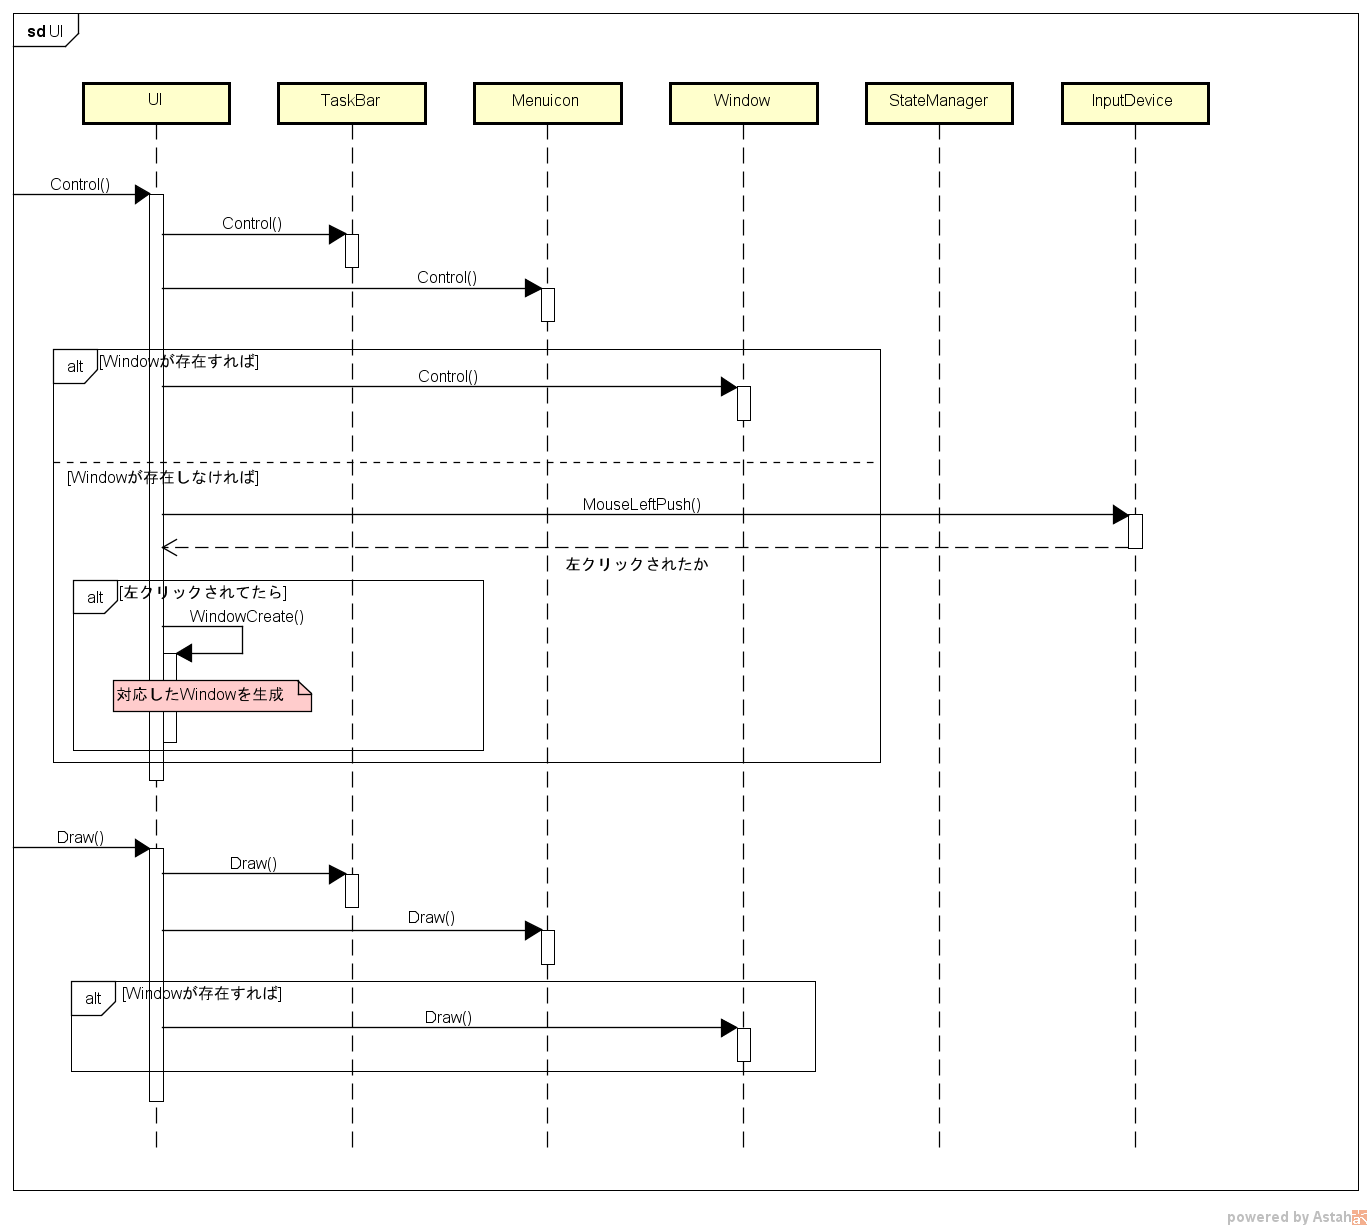 sd UI
UI
TaskBar
Menuicon
Window
StateManager
InputDevice
Control()
Control()
Control()
alt
[Windowが存在すれば]
Control()
[Windowが存在しなければ]
MouseLeftPush()
左クリックされたか
alt
[左クリックされてたら]
WindowCreate()
対応したWindowを生成
Draw()
Draw()
Draw()
alt
[Windowが存在すれば]
Draw()
powered by Astah